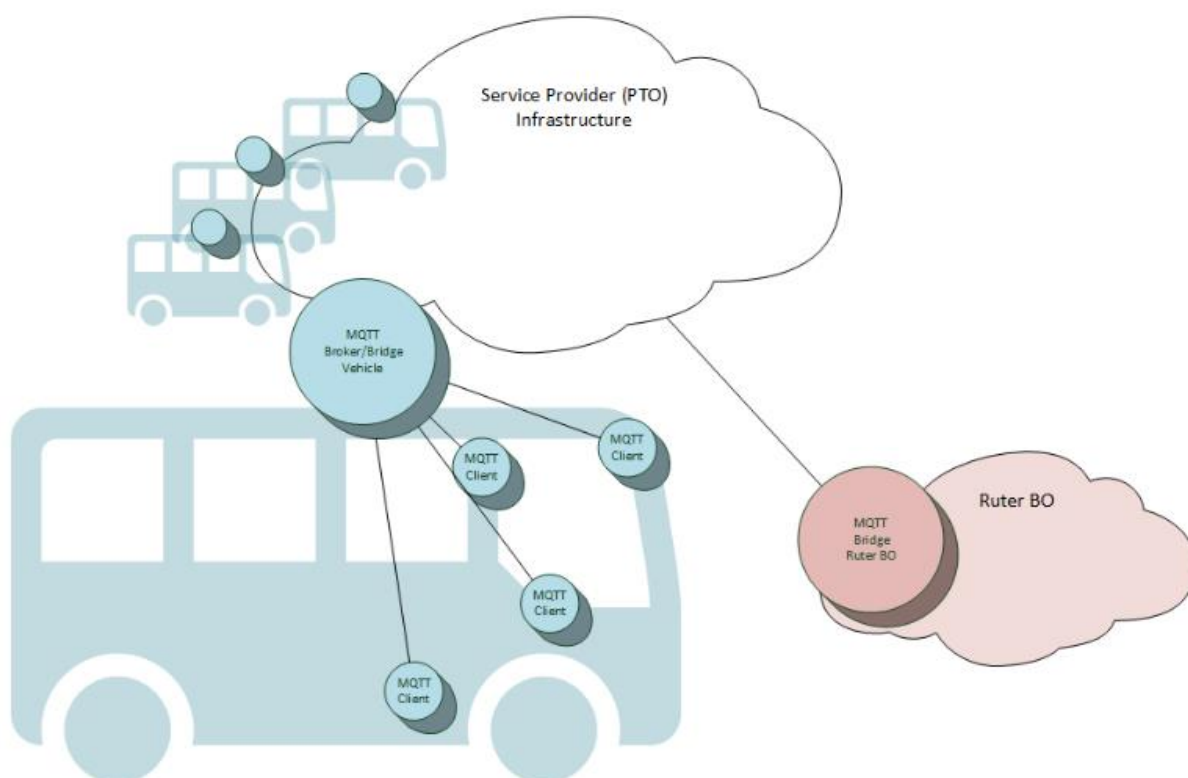 Service Provider (PTO)
Infrastructure
MQTT
Broker/Bridge
Vehicle
MQTT
Client
MQTT
Client
MQTT
Client
MQTT
Client
MQTT
Bridge
Ruter BO
Ruter BO